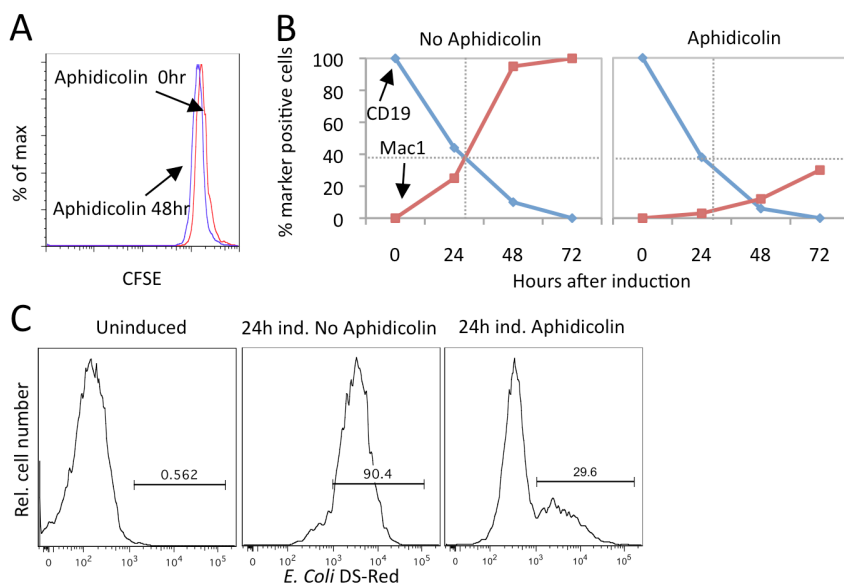 A
Aphidicolin 0hr
Aphidicolin 48hr
% of max
CFSE
B
No Aphidicolin
Aphidicolin
100
80
60
40
20
0
CD19
Mac1
% marker positive cells
0 24 48 72 0 24 48 72
Hours after induction
C
Uninduced
24h ind. No Aphidicolin
24h ind. Aphidicolin
Rel. cell number
0.562
90.4
29.6
0 10² 10³ 10⁴ 10⁵ 0 10² 10³ 10⁴ 10⁵ 0 10² 10³ 10⁴ 10⁵
E. Coli DS-Red